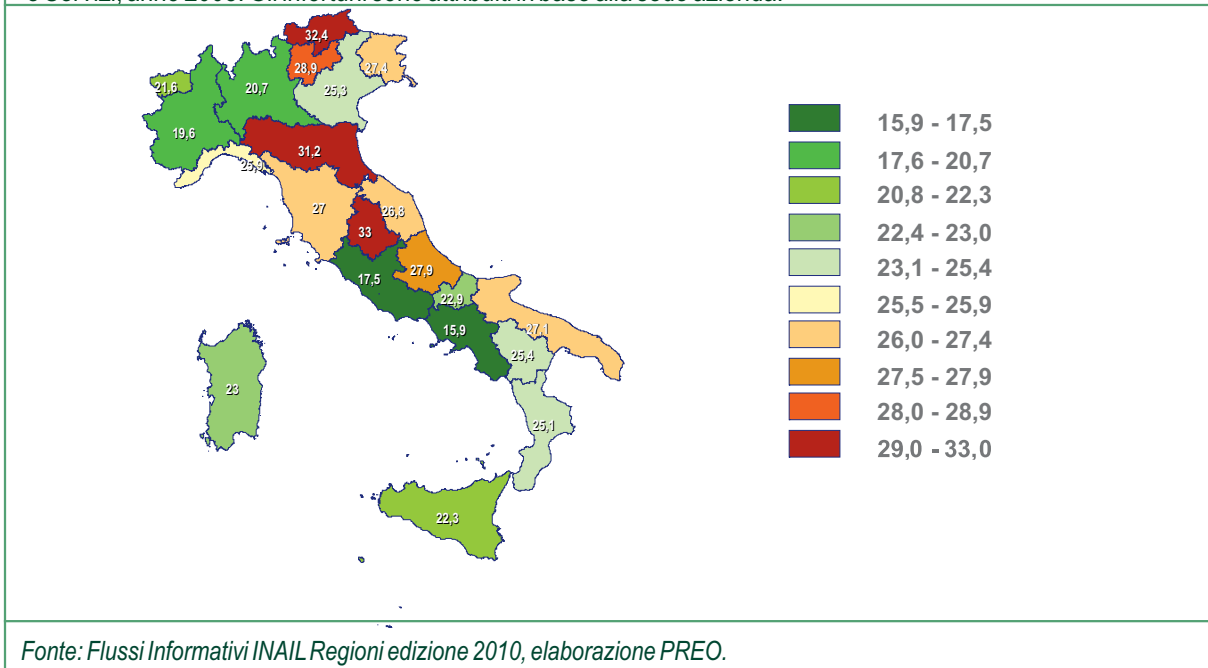 32,4
28,9
27,4
21,6
20,7
25,3
19,6
31,2
25,9
27
26,8
33
17,5
27,9
22,9
15,9
27,1
25,4
23
25,1
22,3
15,9 - 17,5
17,6 - 20,7
20,8 - 22,3
22,4 - 23,0
23,1 - 25,4
25,5 - 25,9
26,0 - 27,4
27,5 - 27,9
28,0 - 28,9
29,0 - 33,0
Fonte: Flussi Informativi INAIL Regioni edizione 2010, elaborazione PREO.